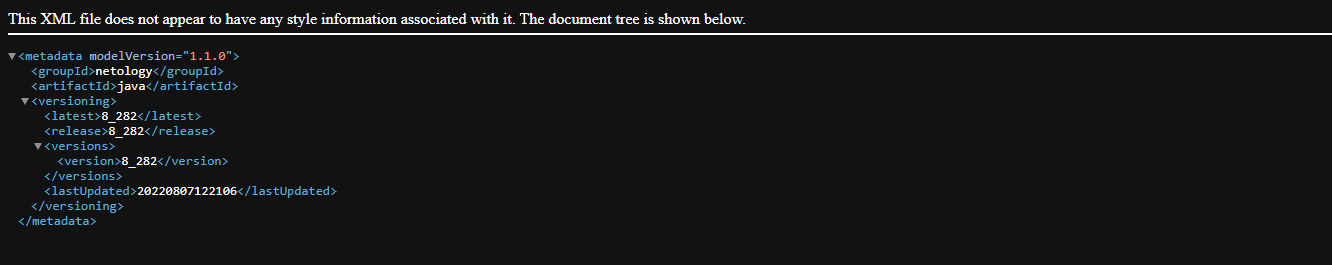 This XML file does not appear to have any style information associated with it. The document tree is shown below.
<metadata modelVersion="1.1.0">
<groupId>netology</groupId>
<artifactId>java</artifactId>
<versioning>
<latest>8_282</latest>
<release>8_282</release>
<versions>
<version>8_282</version>
</versions>
<lastUpdated>20220807122106</lastUpdated>
</versioning>
</metadata>